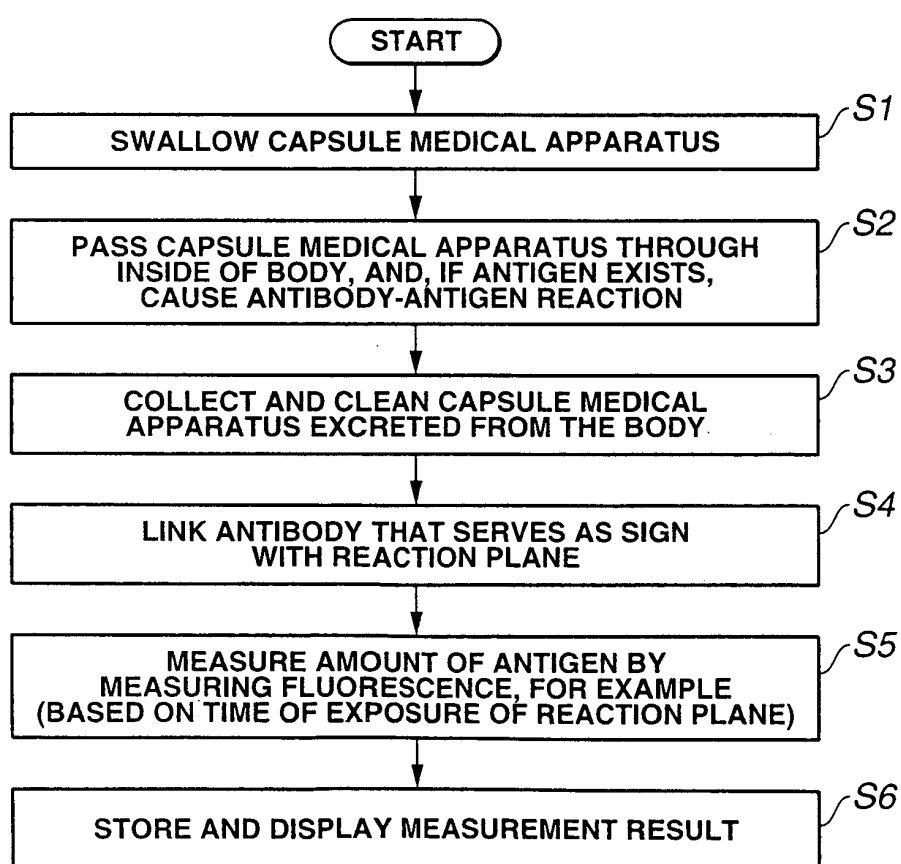 START
S1
SWALLOW CAPSULE MEDICAL APPARATUS
S2
PASS CAPSULE MEDICAL APPARATUS THROUGH
INSIDE OF BODY, AND, IF ANTIGEN EXISTS,
CAUSE ANTIBODY-ANTIGEN REACTION
S3
COLLECT AND CLEAN CAPSULE MEDICAL
APPARATUS EXCRETED FROM THE BODY
S4
LINK ANTIBODY THAT SERVES AS SIGN
WITH REACTION PLANE
S5
MEASURE AMOUNT OF ANTIGEN BY
MEASURING FLUORESCENCE, FOR EXAMPLE
(BASED ON TIME OF EXPOSURE OF REACTION PLANE)
S6
STORE AND DISPLAY MEASUREMENT RESULT